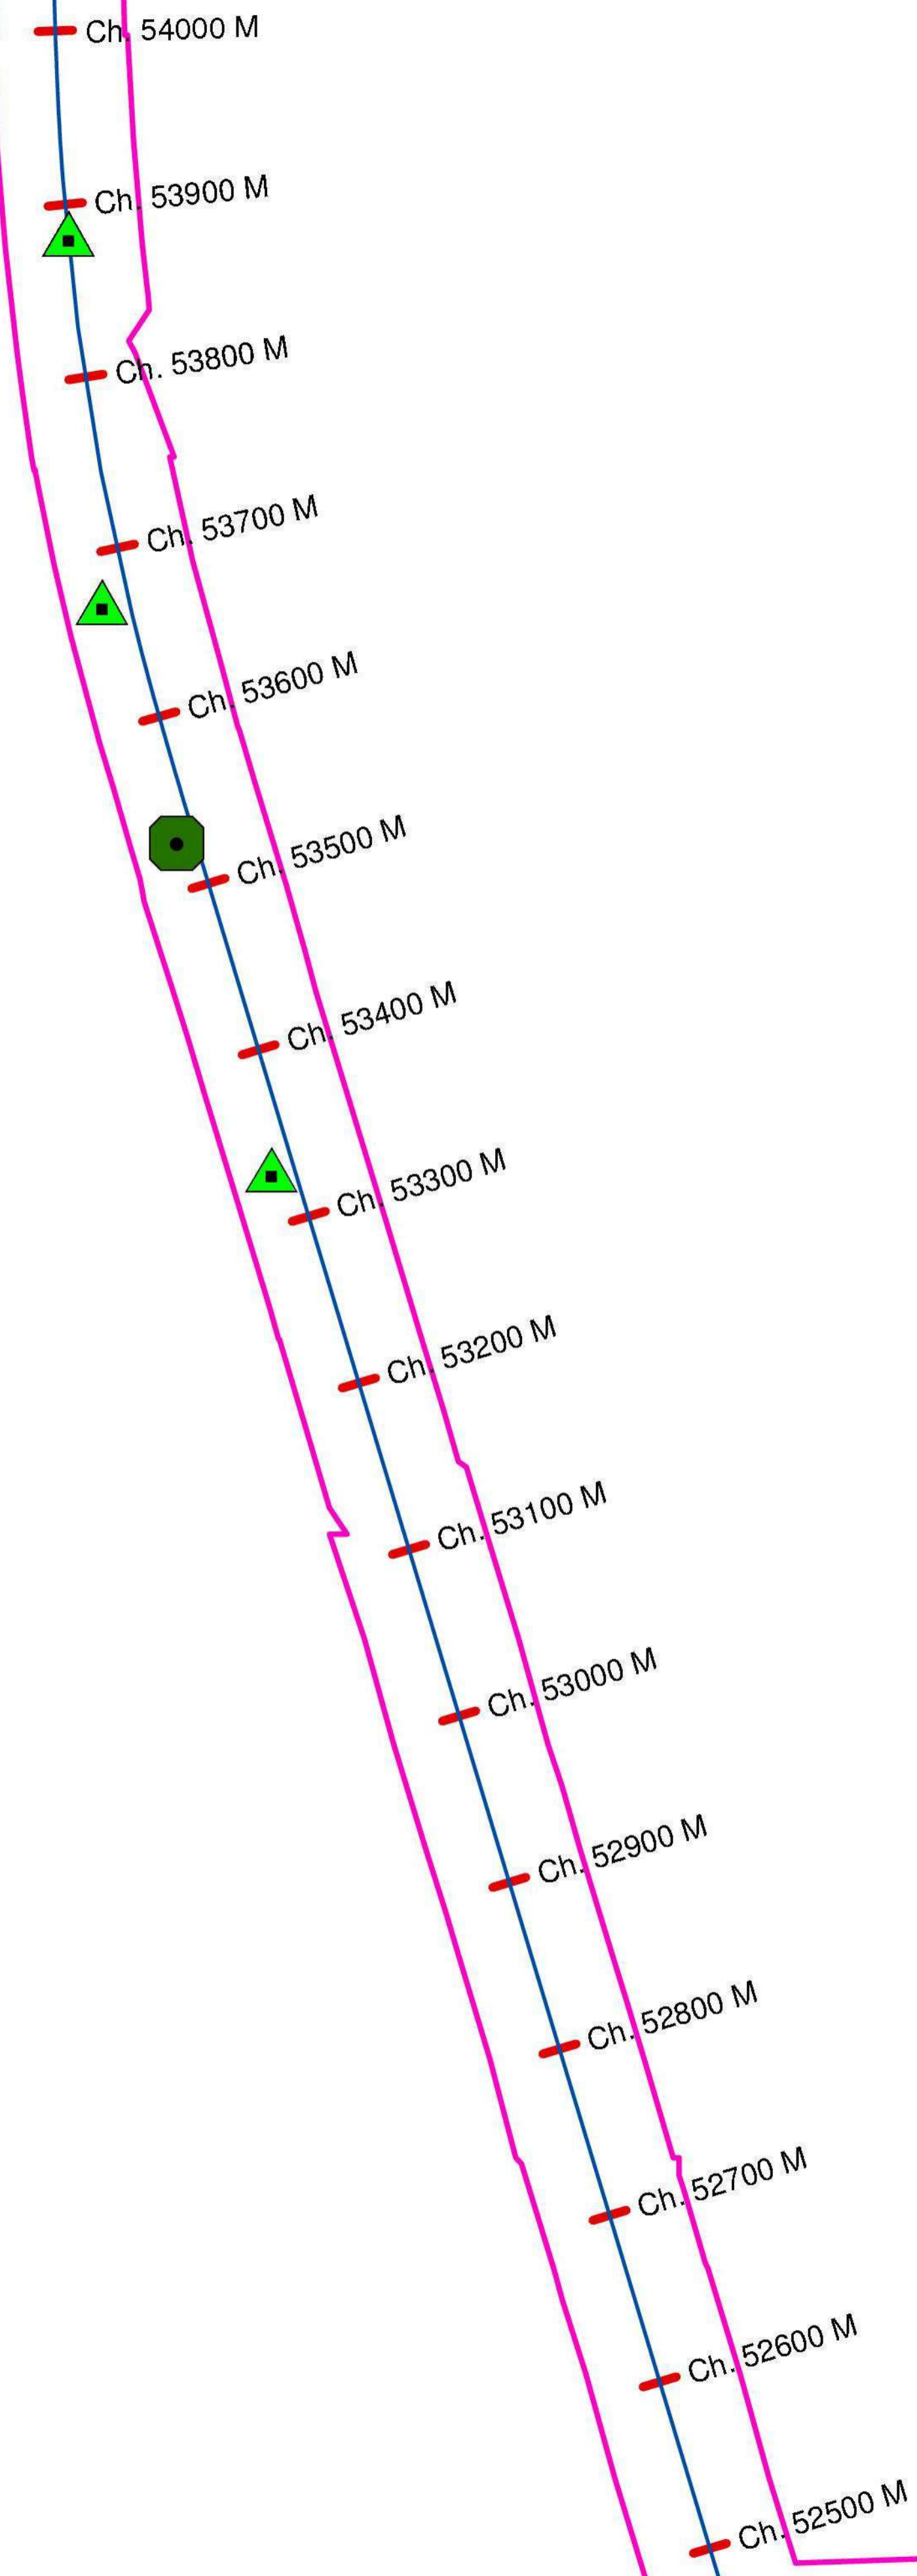 Ch. 54000 M
Ch. 53900 M
Ch. 53800 M
Ch. 53700 M
Ch. 53600 M
Ch. 53500 M
Ch. 53400 M
Ch. 53300 M
Ch. 53200 M
Ch. 53100 M
Ch. 53000 M
Ch. 52900 M
Ch. 52800 M
Ch. 52700 M
Ch. 52600 M
Ch. 52500 M